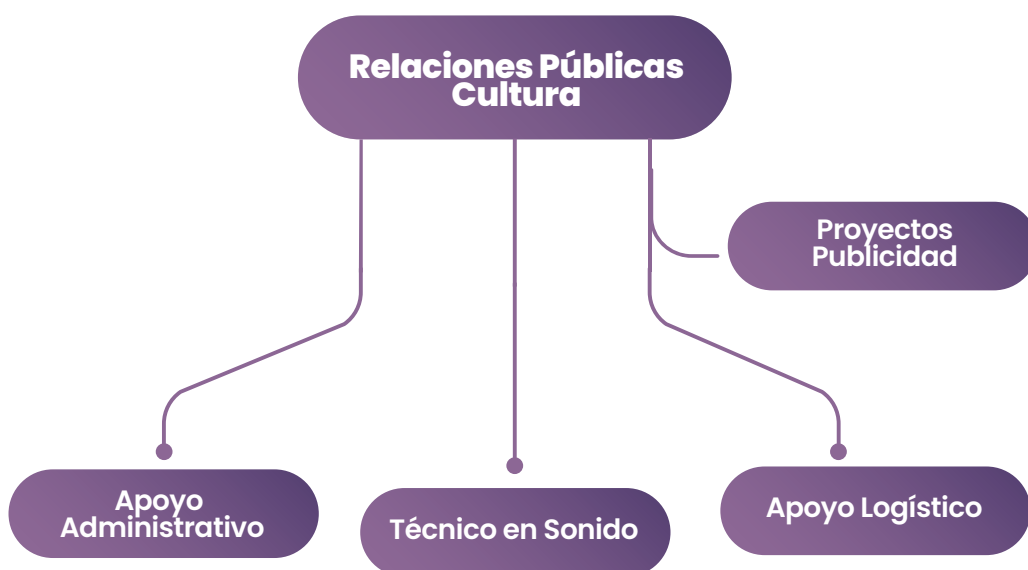 Relaciones Públicas
Cultura
Proyectos
Publicidad
Apoyo
Administrativo
Técnico en Sonido
Apoyo Logístico